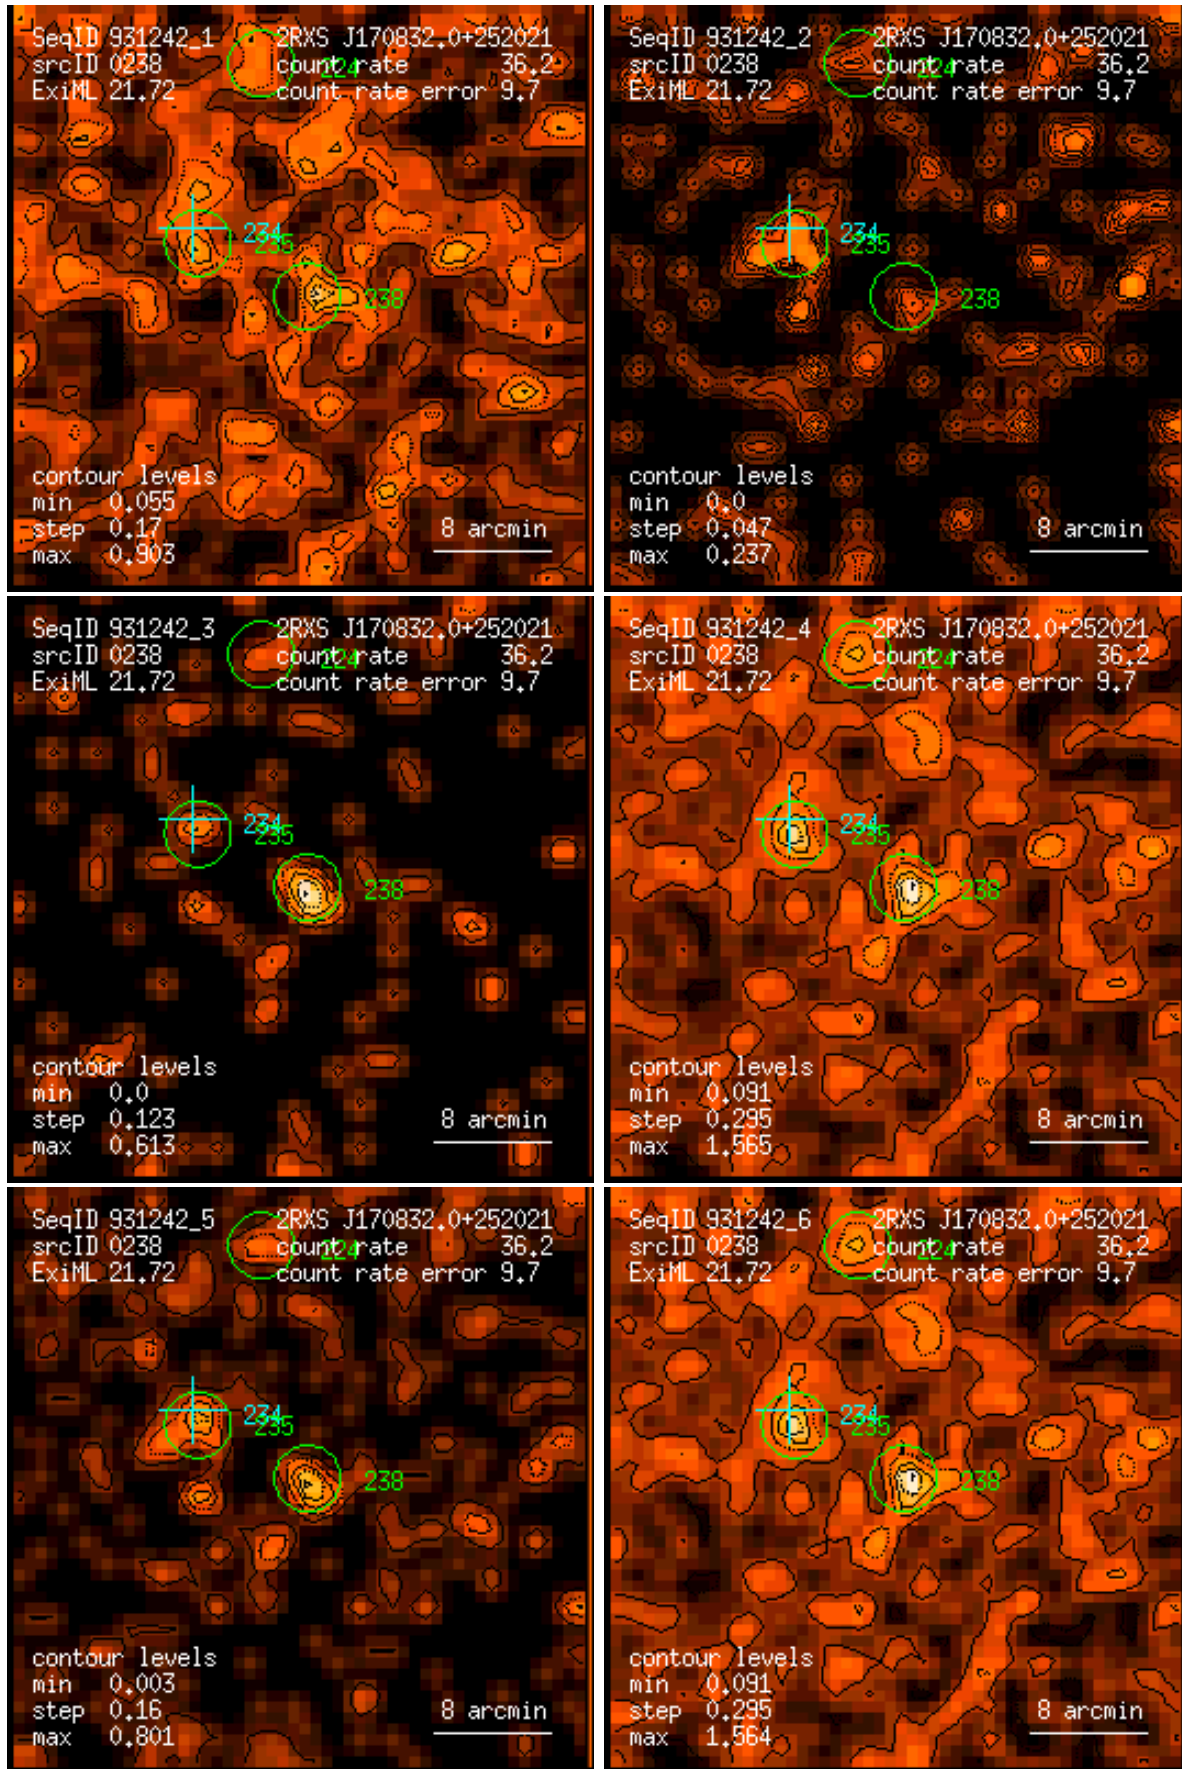 SeqID 931242_1 2RXS J170832.0+252021
srcID 0238 224 count rate 36.2
ExiML 21.72 count rate error 9.7
234
235
238
contour levels
min 0.055
step 0.17 8 arcmin
max 0.903
SeqID 931242_2 2RXS J170832.0+252021
srcID 0238 224 count rate 36.2
ExiML 21.72 count rate error 9.7
234
235
238
contour levels
min 0.0
step 0.047 8 arcmin
max 0.237
SeqID 931242_3 2RXS J170832.0+252021
srcID 0238 224 count rate 36.2
ExiML 21.72 count rate error 9.7
234
235
238
contour levels
min 0.0
step 0.123 8 arcmin
max 0.613
SeqID 931242_4 2RXS J170832.0+252021
srcID 0238 224 count rate 36.2
ExiML 21.72 count rate error 9.7
234
235
238
contour levels
min 0.091
step 0.295 8 arcmin
max 1.565
SeqID 931242_5 2RXS J170832.0+252021
srcID 0238 224 count rate 36.2
ExiML 21.72 count rate error 9.7
234
235
238
contour levels
min 0.003
step 0.16 8 arcmin
max 0.801
SeqID 931242_6 2RXS J170832.0+252021
srcID 0238 224 count rate 36.2
ExiML 21.72 count rate error 9.7
234
235
238
contour levels
min 0.091
step 0.295 8 arcmin
max 1.564